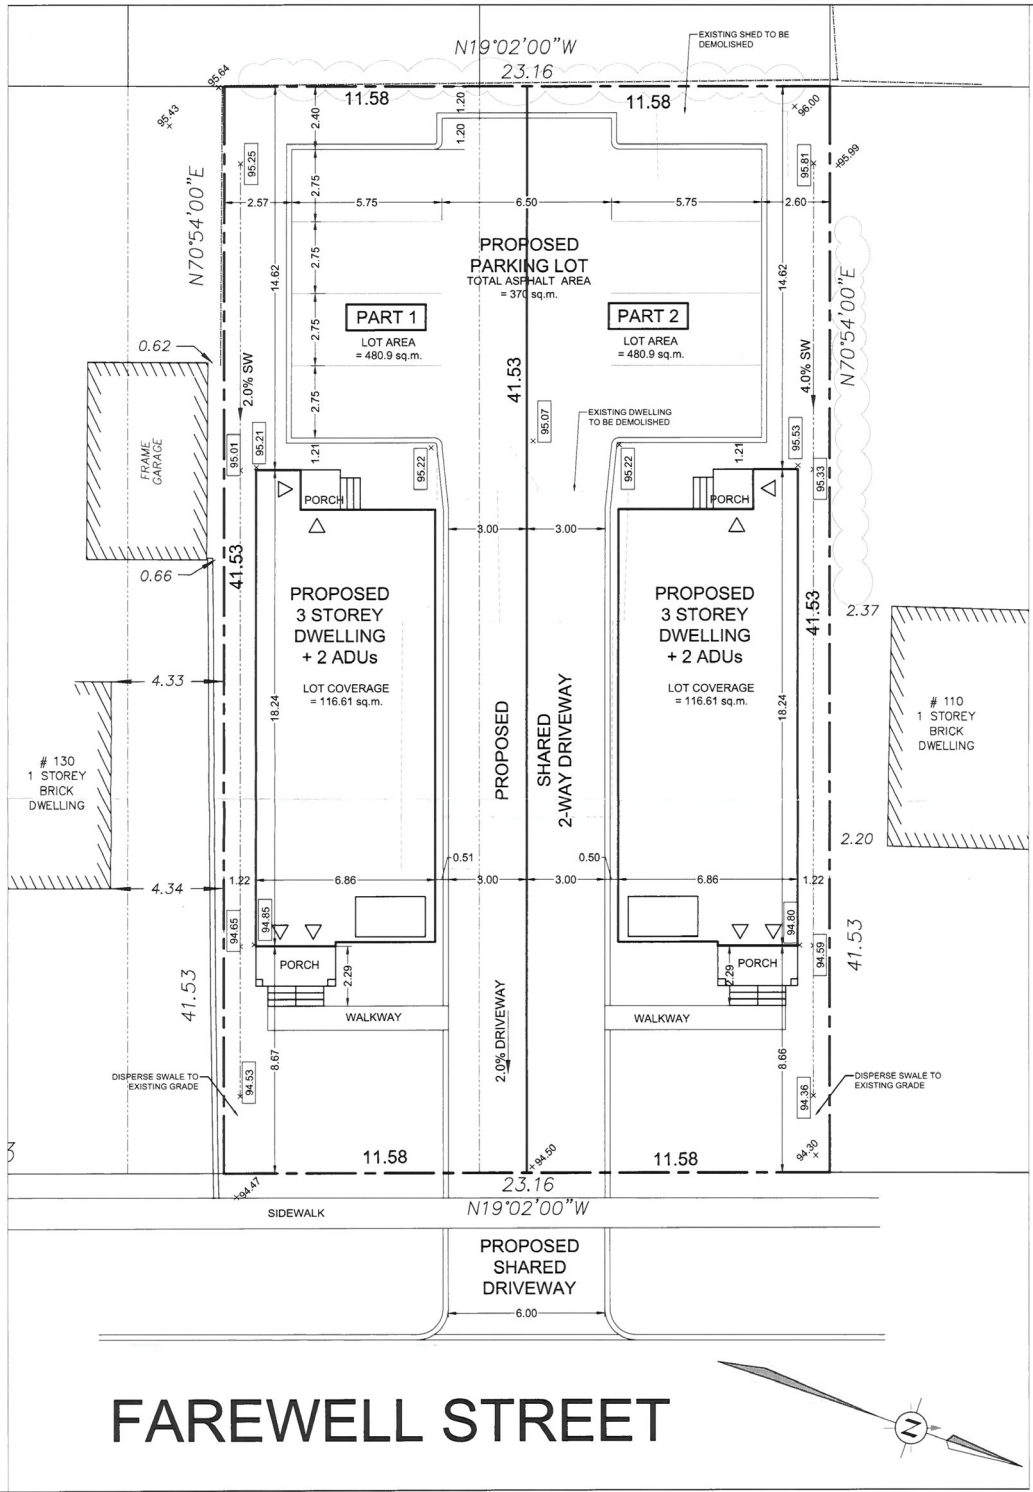 EXISTING SHED TO BE
DEMOLISHED
N19°02'00"W
23.16
95.64
11.58
11.58
96.00
95.43
2.40
1.20
1.20
95.25
95.81
95.99
N70°54'00"E
2.57
5.75
6.50
5.75
2.60
2.75
14.62
14.62
2.75
PROPOSED
PARKING LOT
TOTAL ASPHALT AREA
= 370 sq.m.
N70°54'00"E
PART 1
PART 2
LOT AREA
= 480.9 sq.m.
LOT AREA
= 480.9 sq.m.
2.75
0.62
2.0% SW
41.53
4.0% SW
2.75
EXISTING DWELLING
TO BE DEMOLISHED
95.07
FRAME
GARAGE
95.01
95.21
1.21
95.22
95.22
1.21
95.53
95.33
PORCH
PORCH
3.00
3.00
0.66
41.53
PROPOSED
3 STOREY
DWELLING
+ 2 ADUs
PROPOSED
3 STOREY
DWELLING
+ 2 ADUs
41.53
2.37
4.33
LOT COVERAGE
= 116.61 sq.m.
LOT COVERAGE
= 116.61 sq.m.
18.24
18.24
# 110
1 STOREY
BRICK
DWELLING
PROPOSED
SHARED
2-WAY DRIVEWAY
# 130
1 STOREY
BRICK
DWELLING
2.20
0.51
0.50
4.34
1.22
6.86
3.00
3.00
6.86
1.22
94.65
94.85
94.80
94.59
41.53
PORCH
2.29
2.29
PORCH
41.53
WALKWAY
2.0% DRIVEWAY
WALKWAY
8.67
8.66
DISPERSE SWALE TO
EXISTING GRADE
94.53
94.36
DISPERSE SWALE TO
EXISTING GRADE
3
11.58
94.50
11.58
94.30
94.47
23.16
N19°02'00"W
SIDEWALK
PROPOSED
SHARED
DRIVEWAY
6.00
FAREWELL STREET
N